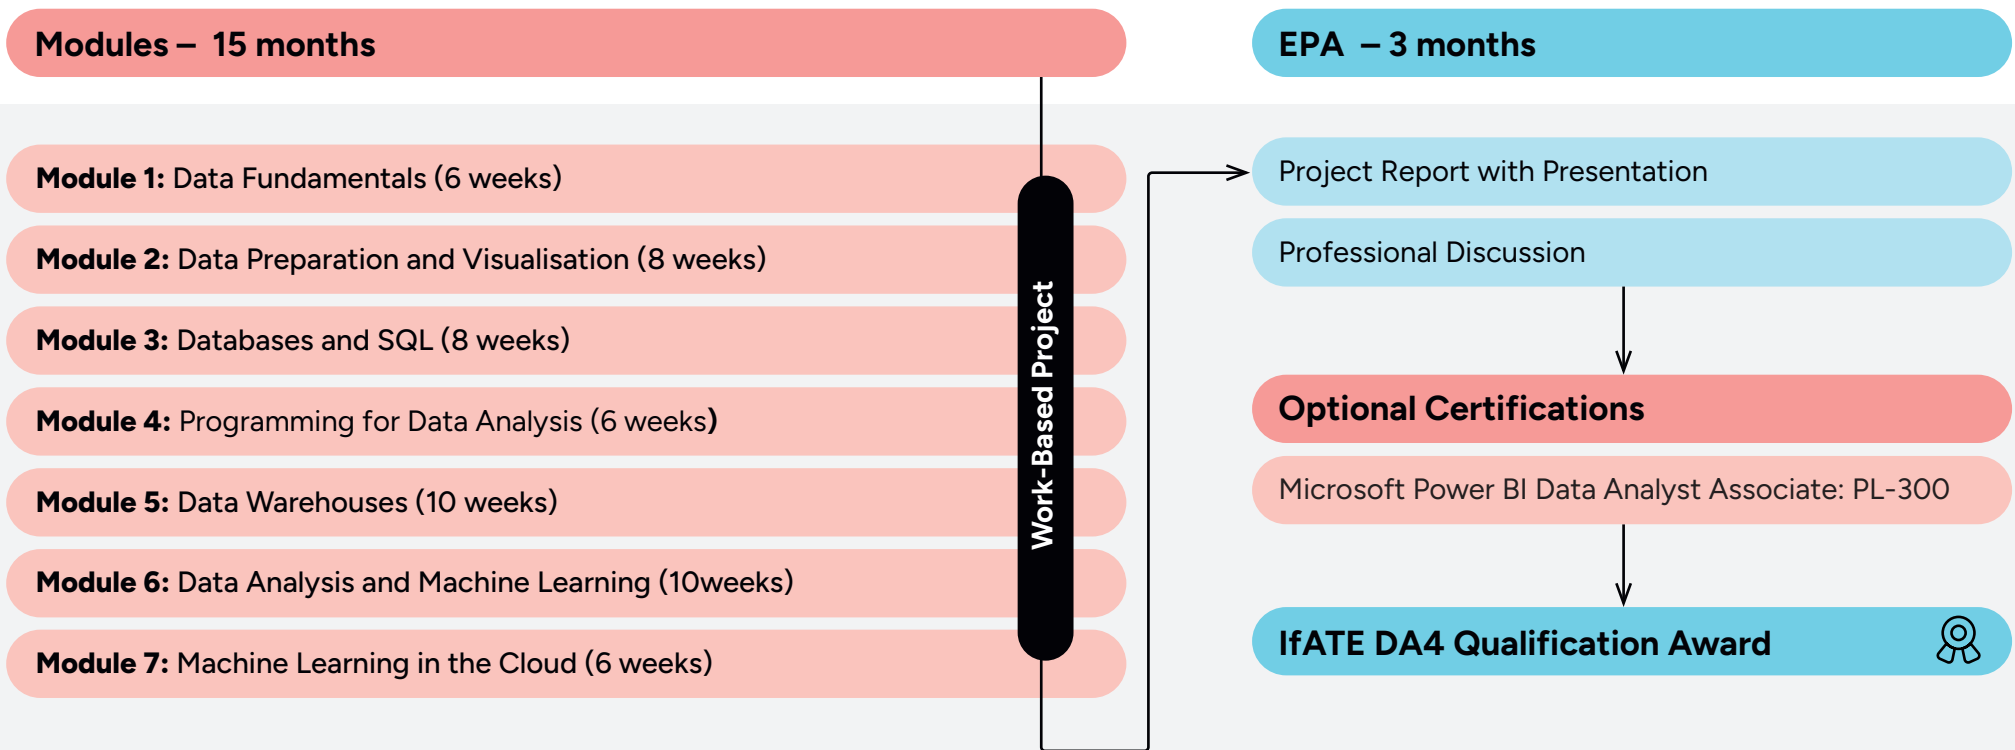 Modules – 15 months
Module 1: Data Fundamentals (6 weeks)
Module 2: Data Preparation and Visualisation (8 weeks)
Module 3: Databases and SQL (8 weeks)
Module 4: Programming for Data Analysis (6 weeks)
Module 5: Data Warehouses (10 weeks)
Module 6: Data Analysis and Machine Learning (10weeks)
Module 7: Machine Learning in the Cloud (6 weeks)
Work-Based Project
EPA – 3 months
Project Report with Presentation
Professional Discussion
Optional Certifications
Microsoft Power BI Data Analyst Associate: PL-300
IfATE DA4 Qualification Award